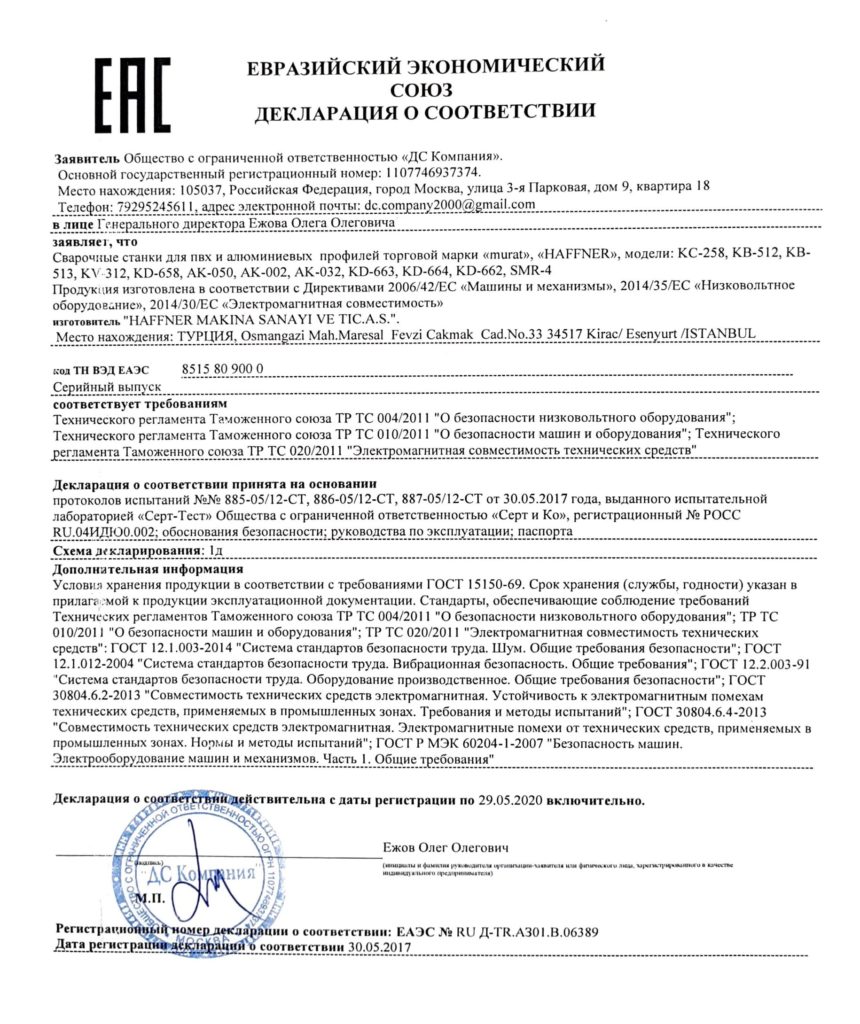 EAC
ЕВРАЗИЙСКИЙ ЭКОНОМИЧЕСКИЙ
СОЮЗ
ДЕКЛАРАЦИЯ О СООТВЕТСТВИИ
Заявитель Общество с ограниченной ответственностью «ДС Компания».
Основной государственный регистрационный номер: 1107746937374.
Место нахождения: 105037, Российская Федерация, город Москва, улица 3-я Парковая, дом 9, квартира 18
Телефон: 79295245611, адрес электронной почты: dc.company2000@gmail.com
в лице Генерального директора Ежова Олега Олеговича
заявляет, что
Сварочные станки для пвх и алюминиевых профилей торговой марки «murat», «HAFFNER», модели: KC-258, KB-512, KB-
513, KV-312, KD-658, AK-050, AK-002, AK-032, KD-663, KD-664, KD-662, SMR-4
Продукция изготовлена в соответствии с Директивами 2006/42/EC «Машины и механизмы», 2014/35/EC «Низковольтное
оборудование», 2014/30/EC «Электромагнитная совместимость»
изготовитель "HAFFNER MAKINA SANAYI VE TIC.A.S.".
Место нахождения: ТУРЦИЯ, Osmangazi Mah.Maresal Fevzi Cakmak Cad.No.33 34517 Kirac/ Esenyurt /ISTANBUL
код ТН ВЭД ЕАЭС 8515 80 900 0
Серийный выпуск
соответствует требованиям
Технического регламента Таможенного союза ТР ТС 004/2011 "О безопасности низковольтного оборудования";
Технического регламента Таможенного союза ТР ТС 010/2011 "О безопасности машин и оборудования"; Технического
регламента Таможенного союза ТР ТС 020/2011 "Электромагнитная совместимость технических средств"
Декларация о соответствии принята на основании
протоколов испытаний №№ 885-05/12-СТ, 886-05/12-СТ, 887-05/12-СТ от 30.05.2017 года, выданного испытательной
лабораторией «Серт-Тест» Общества с ограниченной ответственностью «Серт и Ко», регистрационный № РОСС
RU.04ИДЮ0.002; обоснования безопасности; руководства по эксплуатации; паспорта
Схема декларирования: 1д
Дополнительная информация
Условия хранения продукции в соответствии с требованиями ГОСТ 15150-69. Срок хранения (службы, годности) указан в
прилагаемой к продукции эксплуатационной документации. Стандарты, обеспечивающие соблюдение требований
Технических регламентов Таможенного союза ТР ТС 004/2011 "О безопасности низковольтного оборудования"; ТР ТС
010/2011 "О безопасности машин и оборудования"; ТР ТС 020/2011 "Электромагнитная совместимость технических
средств": ГОСТ 12.1.003-2014 "Система стандартов безопасности труда. Шум. Общие требования безопасности"; ГОСТ
12.1.012-2004 "Система стандартов безопасности труда. Вибрационная безопасность. Общие требования"; ГОСТ 12.2.003-91
"Система стандартов безопасности труда. Оборудование производственное. Общие требования безопасности"; ГОСТ
30804.6.2-2013 "Совместимость технических средств электромагнитная. Устойчивость к электромагнитным помехам
технических средств, применяемых в промышленных зонах. Требования и методы испытаний"; ГОСТ 30804.6.4-2013
"Совместимость технических средств электромагнитная. Электромагнитные помехи от технических средств, применяемых в
промышленных зонах. Нормы и методы испытаний"; ГОСТ Р МЭК 60204-1-2007 "Безопасность машин.
Электрооборудование машин и механизмов. Часть 1. Общие требования"
Декларация о соответствии действительна с даты регистрации по 29.05.2020 включительно.
ОБЩЕСТВО С ОГРАНИЧЕННОЙ ОТВЕТСТВЕННОСТЬЮ ОГРН 1107746937374
"ДС Компания"
МОСКВА
(подпись)
М.П.
Ежов Олег Олегович
(инициалы и фамилия руководителя организации-заявителя или физического лица, зарегистрированного в качестве
индивидуального предпринимателя)
Регистрационный номер декларации о соответствии: ЕАЭС № RU Д-TR.АЗ01.В.06389
Дата регистрации декларации о соответствии 30.05.2017